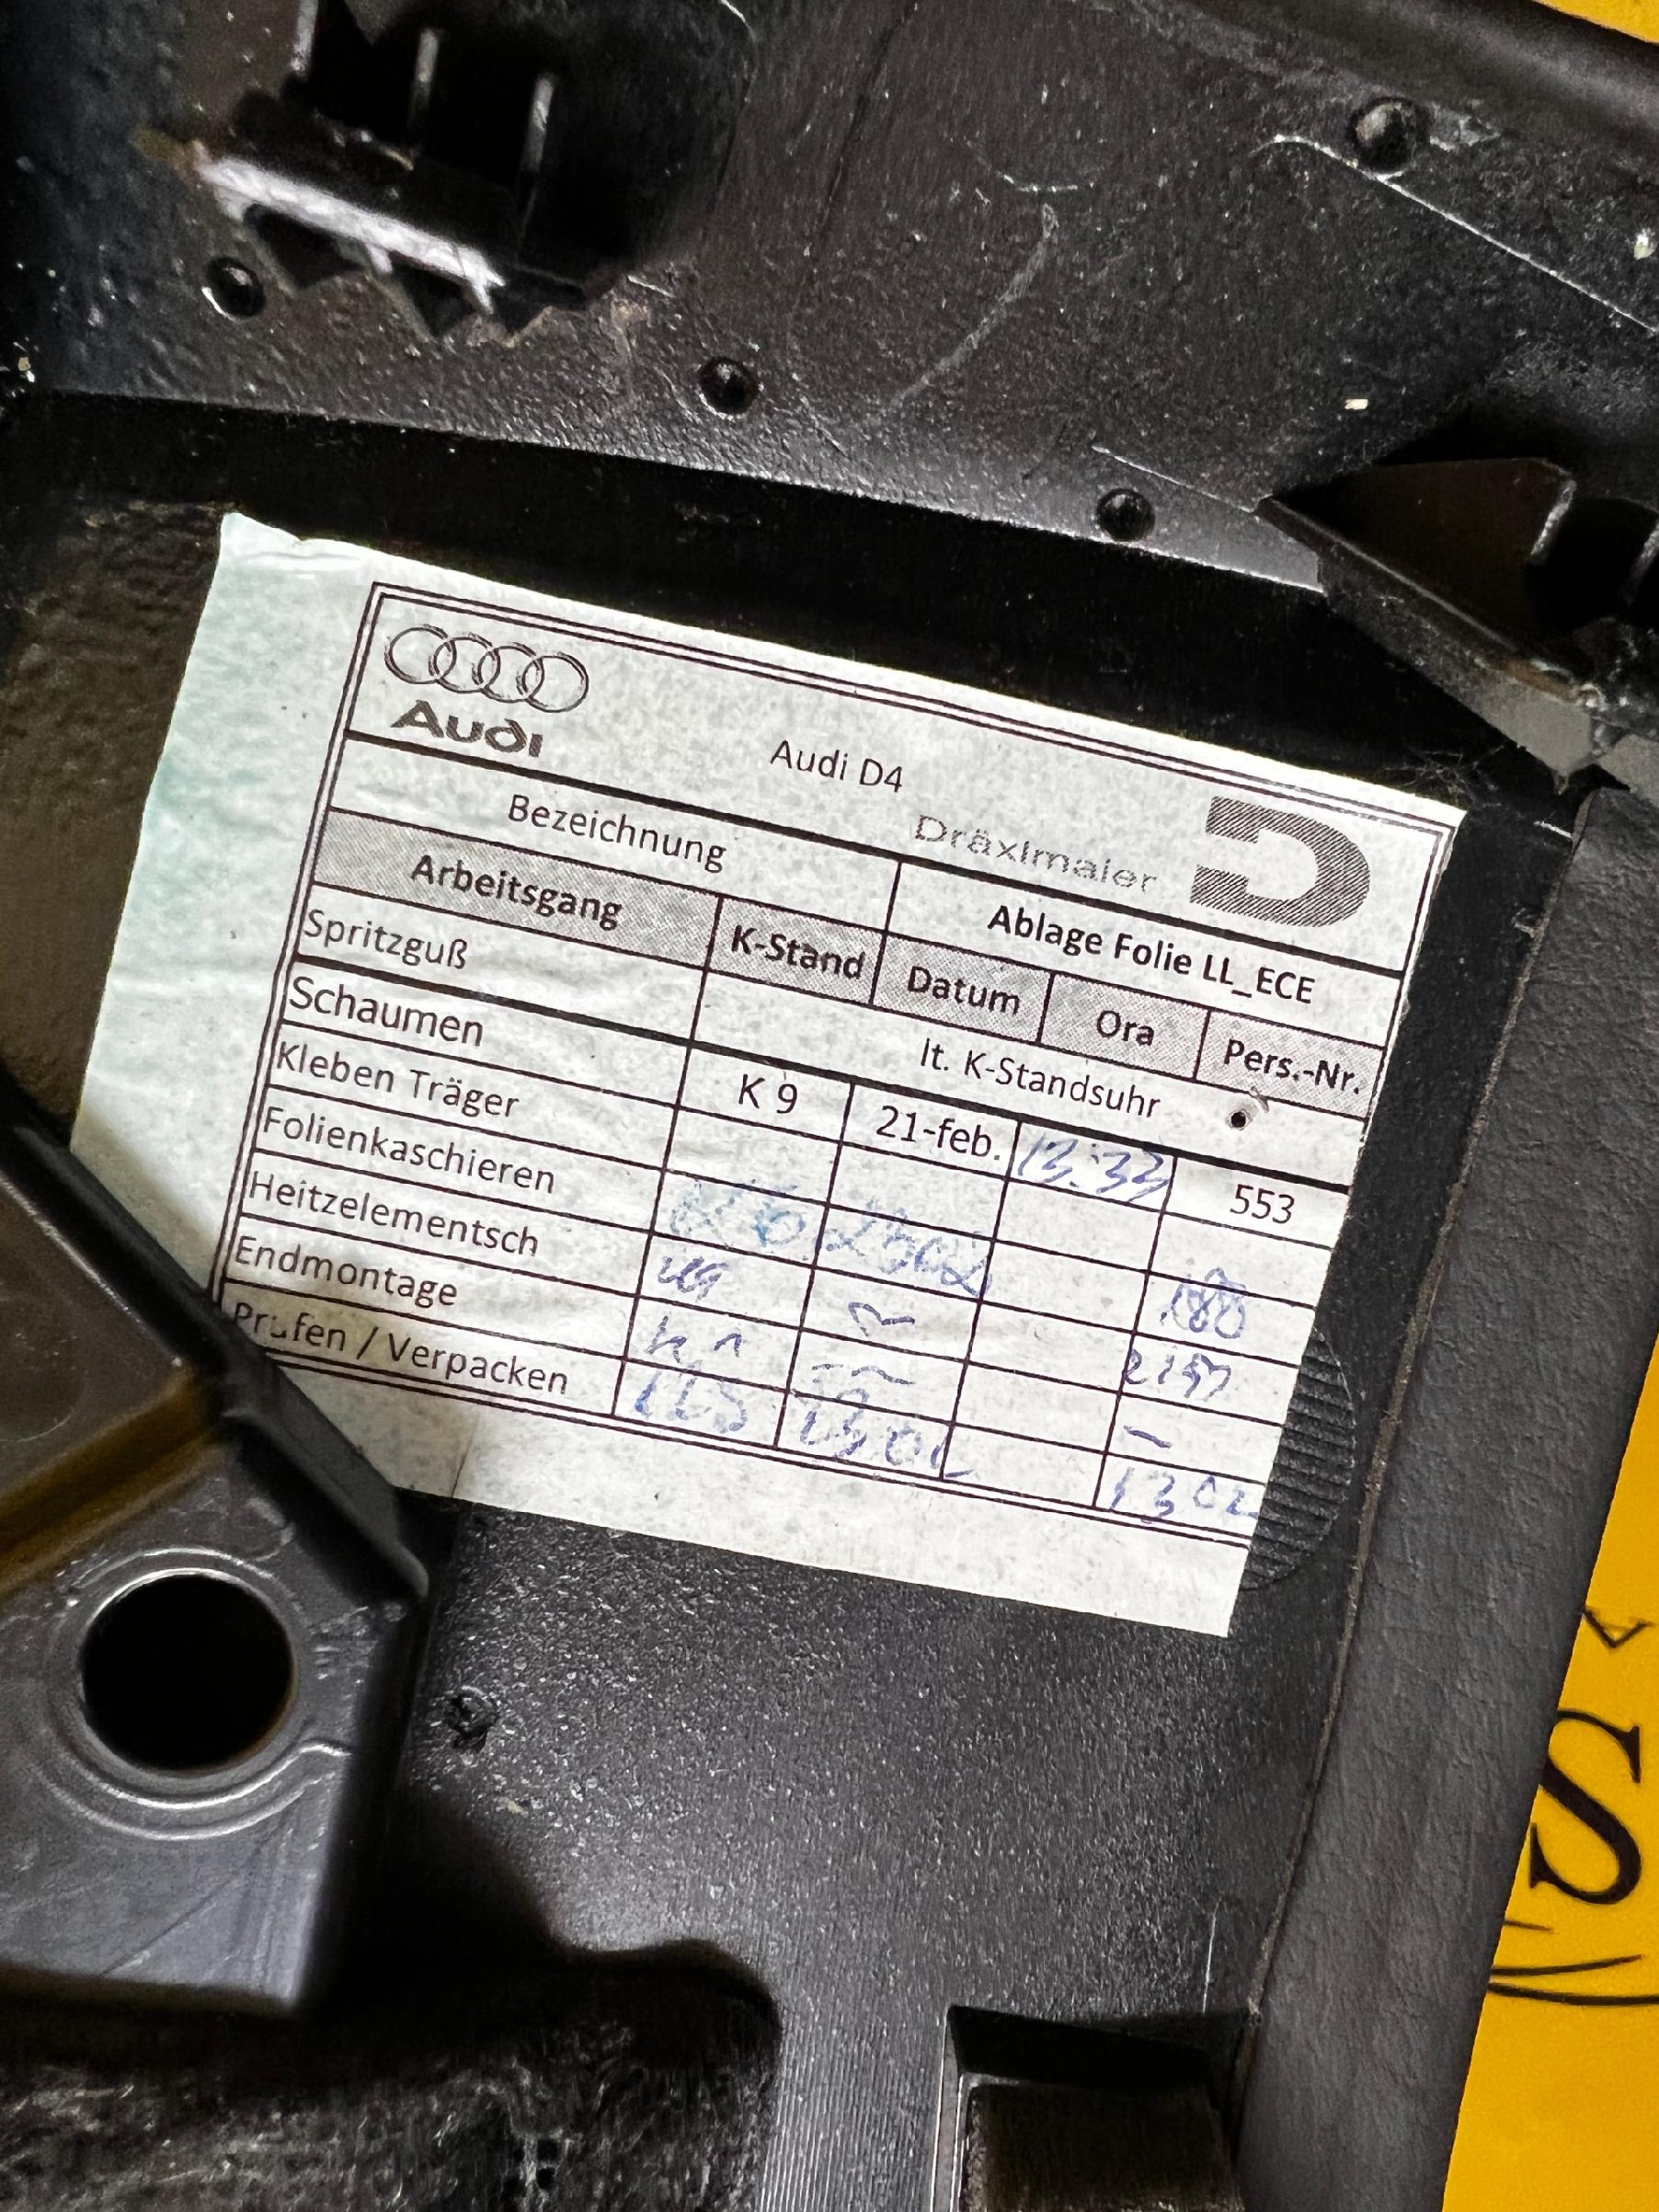 Audi
Audi D4
Dräxlmaier
Bezeichnung
Ablage Folie LL_ECE
Arbeitsgang K-Stand Datum Ora Pers.-Nr.
Spritzguß lt. K-Standsuhr
Schaumen K 9 21-feb. 13:33 553
Kleben Träger
Folienkaschieren
Heitzelementsch
Endmontage
Prüfen / Verpacken 1302
S